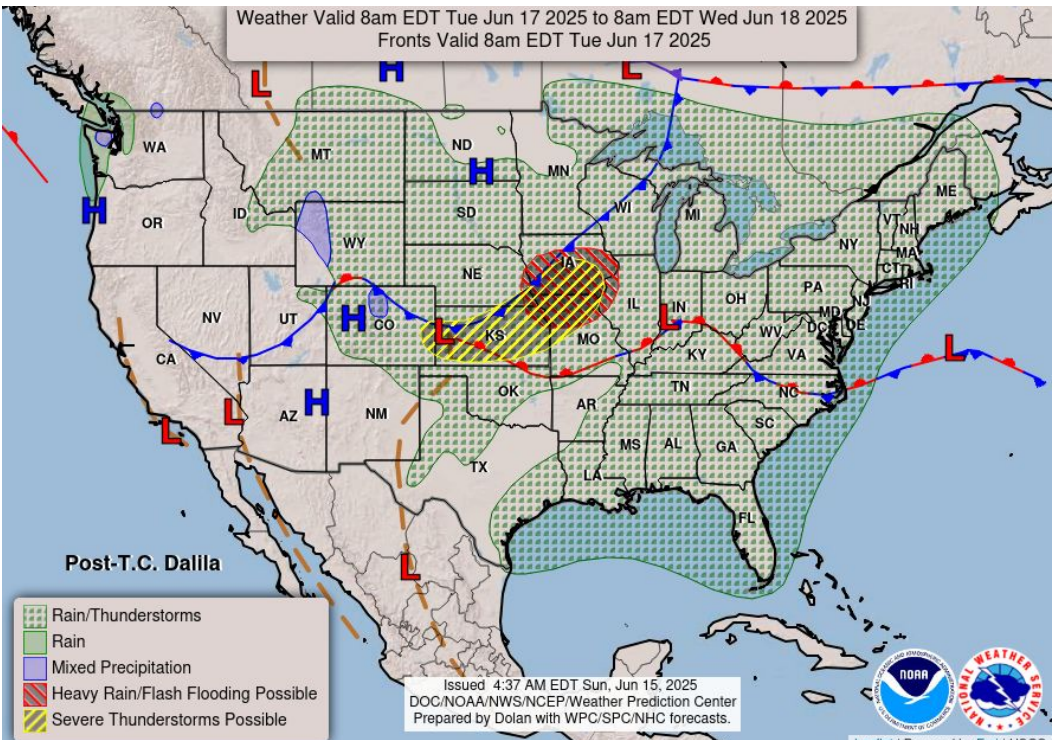 Weather Valid 8am EDT Tue Jun 17 2025 to 8am EDT Wed Jun 18 2025
Fronts Valid 8am EDT Tue Jun 17 2025
L
H
L
WA
MT
ND
MN
H
ME
H
OR
ID
SD
WI
MI
VT
NH
WY
NY
MA
CT
RI
IA
NE
PA
NJ
NV
UT
H
CO
L
KS
IL
L
IN
OH
MD
DE
DC
WV
CA
MO
KY
VA
L
TN
NC
H
OK
AR
L
AZ
NM
SC
L
MS
AL
GA
TX
LA
FL
Post-T.C. Dalila
L
Rain/Thunderstorms
Rain
Mixed Precipitation
Heavy Rain/Flash Flooding Possible
Severe Thunderstorms Possible
Issued 4:37 AM EDT Sun, Jun 15, 2025
DOC/NOAA/NWS/NCEP/Weather Prediction Center
Prepared by Dolan with WPC/SPC/NHC forecasts.
NOAA
NATIONAL WEATHER SERVICE